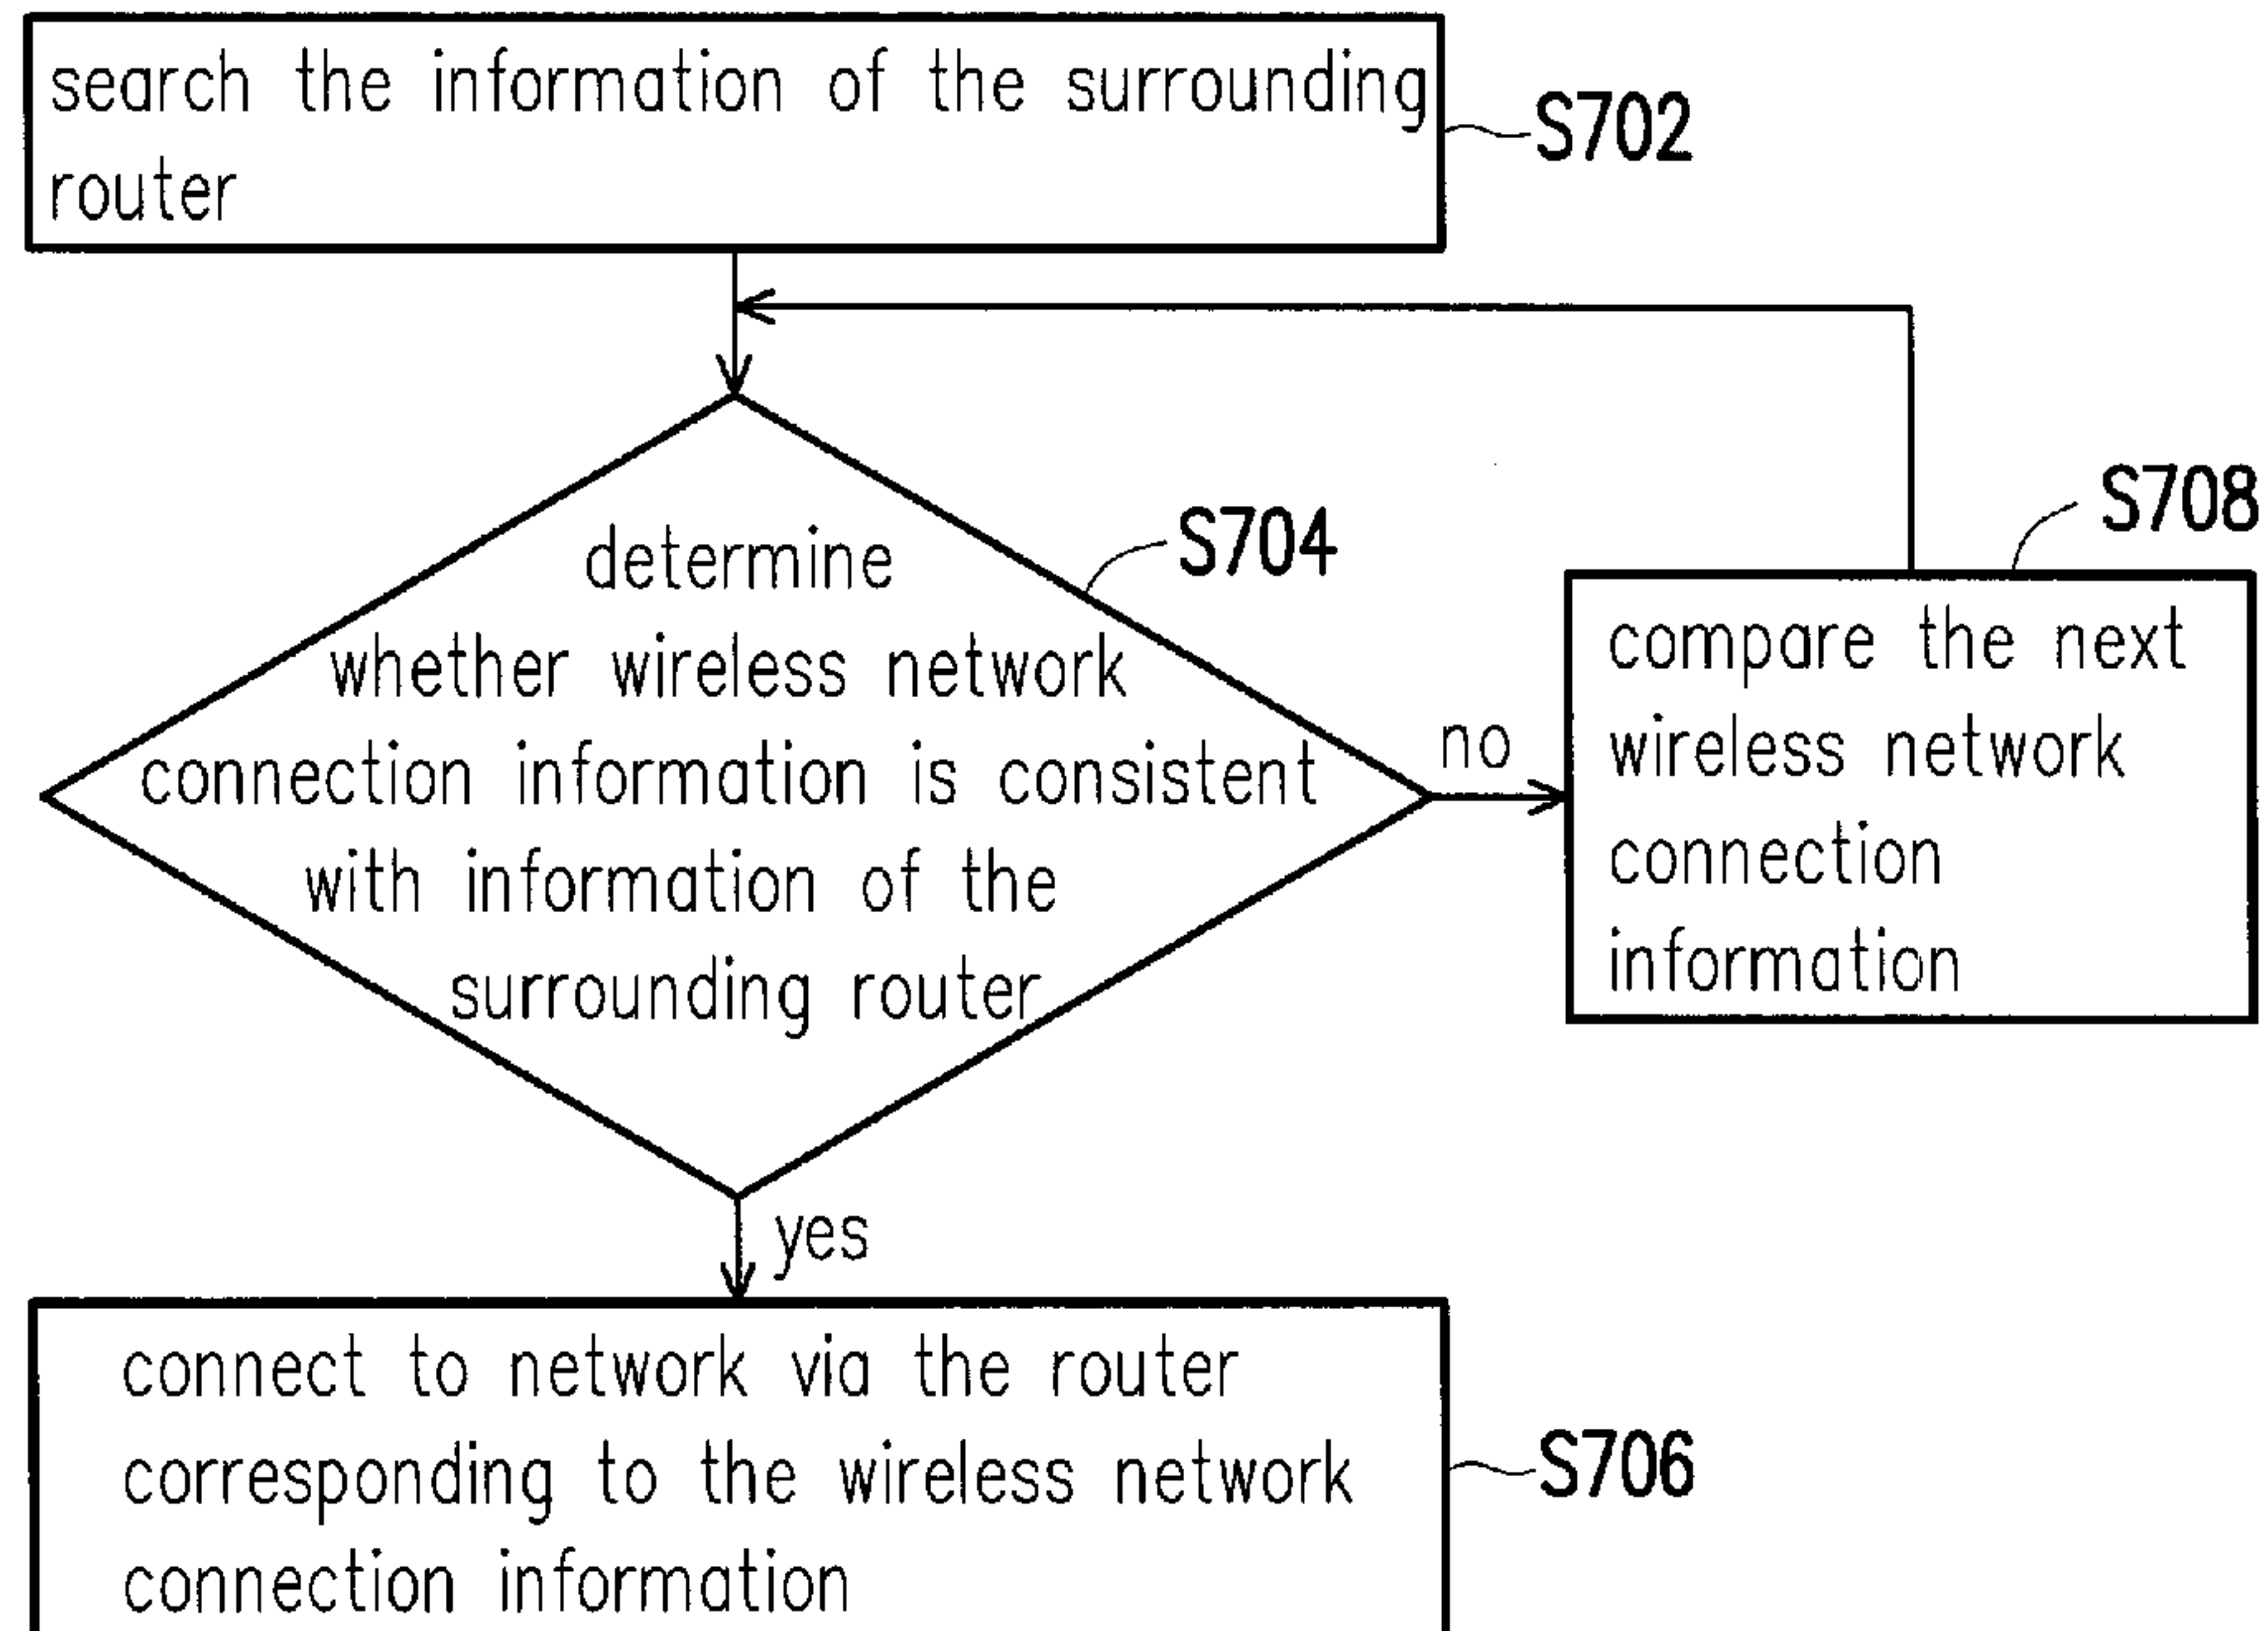 search the information of the surrounding
router
S702
determine
whether wireless network
connection information is consistent
with information of the
surrounding router
S704
no
compare the next
wireless network
connection
information
S708
yes
connect to network via the router
corresponding to the wireless network
connection information
S706